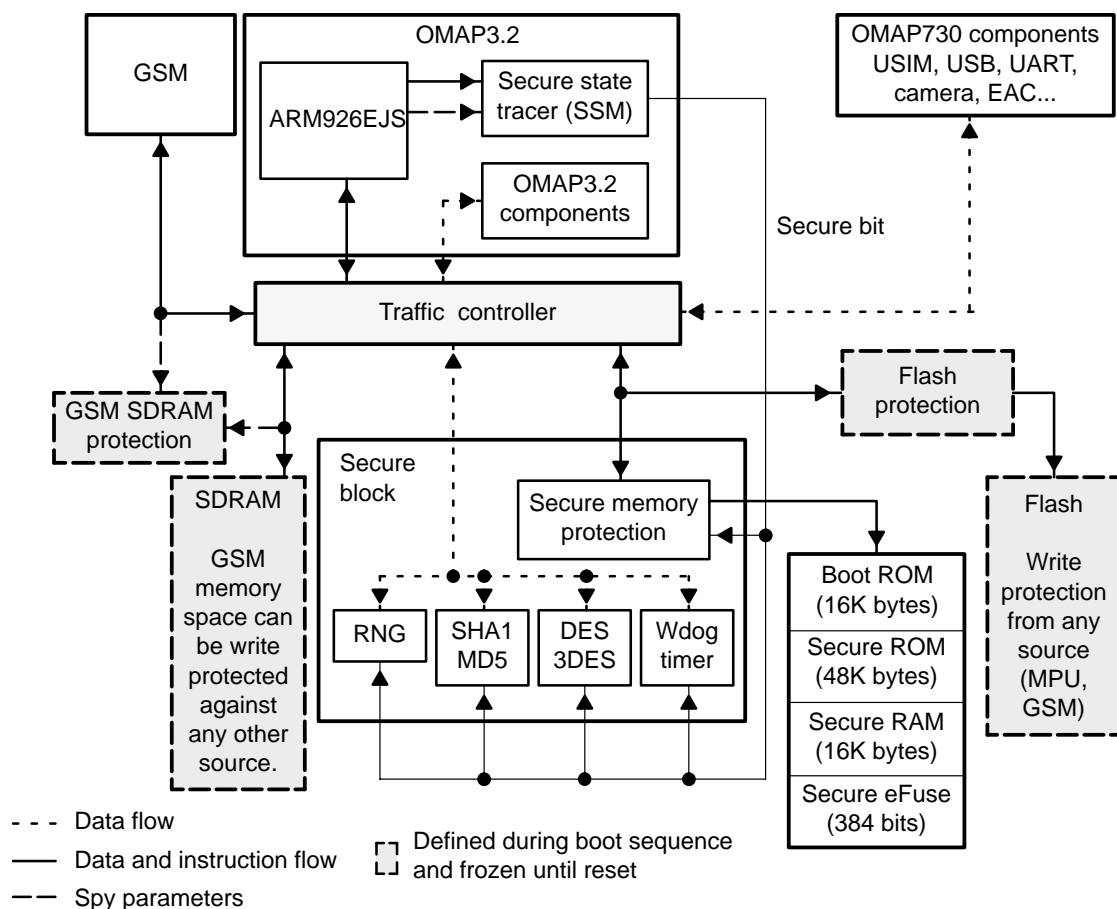 GSM
OMAP3.2
ARM926EJS
Secure state
tracer (SSM)
OMAP3.2
components
OMAP730 components
USIM, USB, UART,
camera, EAC...
Secure bit
Traffic controller
GSM SDRAM
protection
Flash
protection
SDRAM
GSM
memory
space can
be write
protected
against
any other
source.
Secure
block
Secure memory
protection
RNG
SHA1
MD5
DES
3DES
Wdog
timer
Boot ROM
(16K bytes)
Secure ROM
(48K bytes)
Secure RAM
(16K bytes)
Secure eFuse
(384 bits)
Flash
Write
protection
from any
source
(MPU,
GSM)
Data flow
Data and instruction flow
Spy parameters
Defined during boot sequence
and frozen until reset